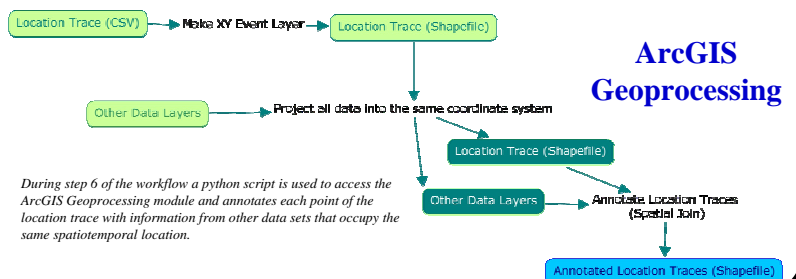 Location Trace (CSV)
Make XY Event Layer
Location Trace (Shapefile)
ArcGIS
Geoprocessing
Other Data Layers
Project all data into the same coordinate system
Location Trace (Shapefile)
During step 6 of the workflow a python script is used to access the
ArcGIS Geoprocessing module and annotates each point of the
location trace with information from other data sets that occupy the
same spatiotemporal location.
Other Data Layers
Annotate Location Traces
(Spatial Join)
Annotated Location Traces (Shapefile)